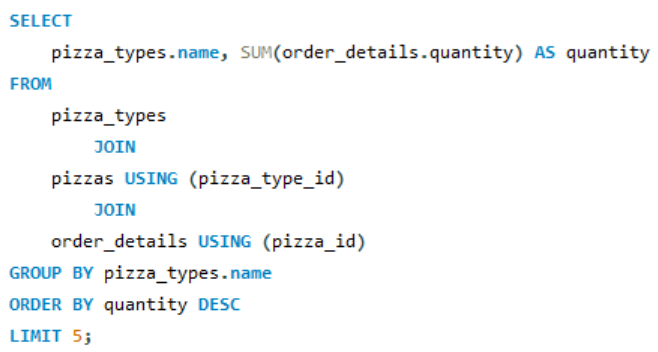 SELECT
pizza_types.name, SUM(order_details.quantity) AS quantity
FROM
pizza_types
JOIN
pizzas USING (pizza_type_id)
JOIN
order_details USING (pizza_id)
GROUP BY pizza_types.name
ORDER BY quantity DESC
LIMIT 5;